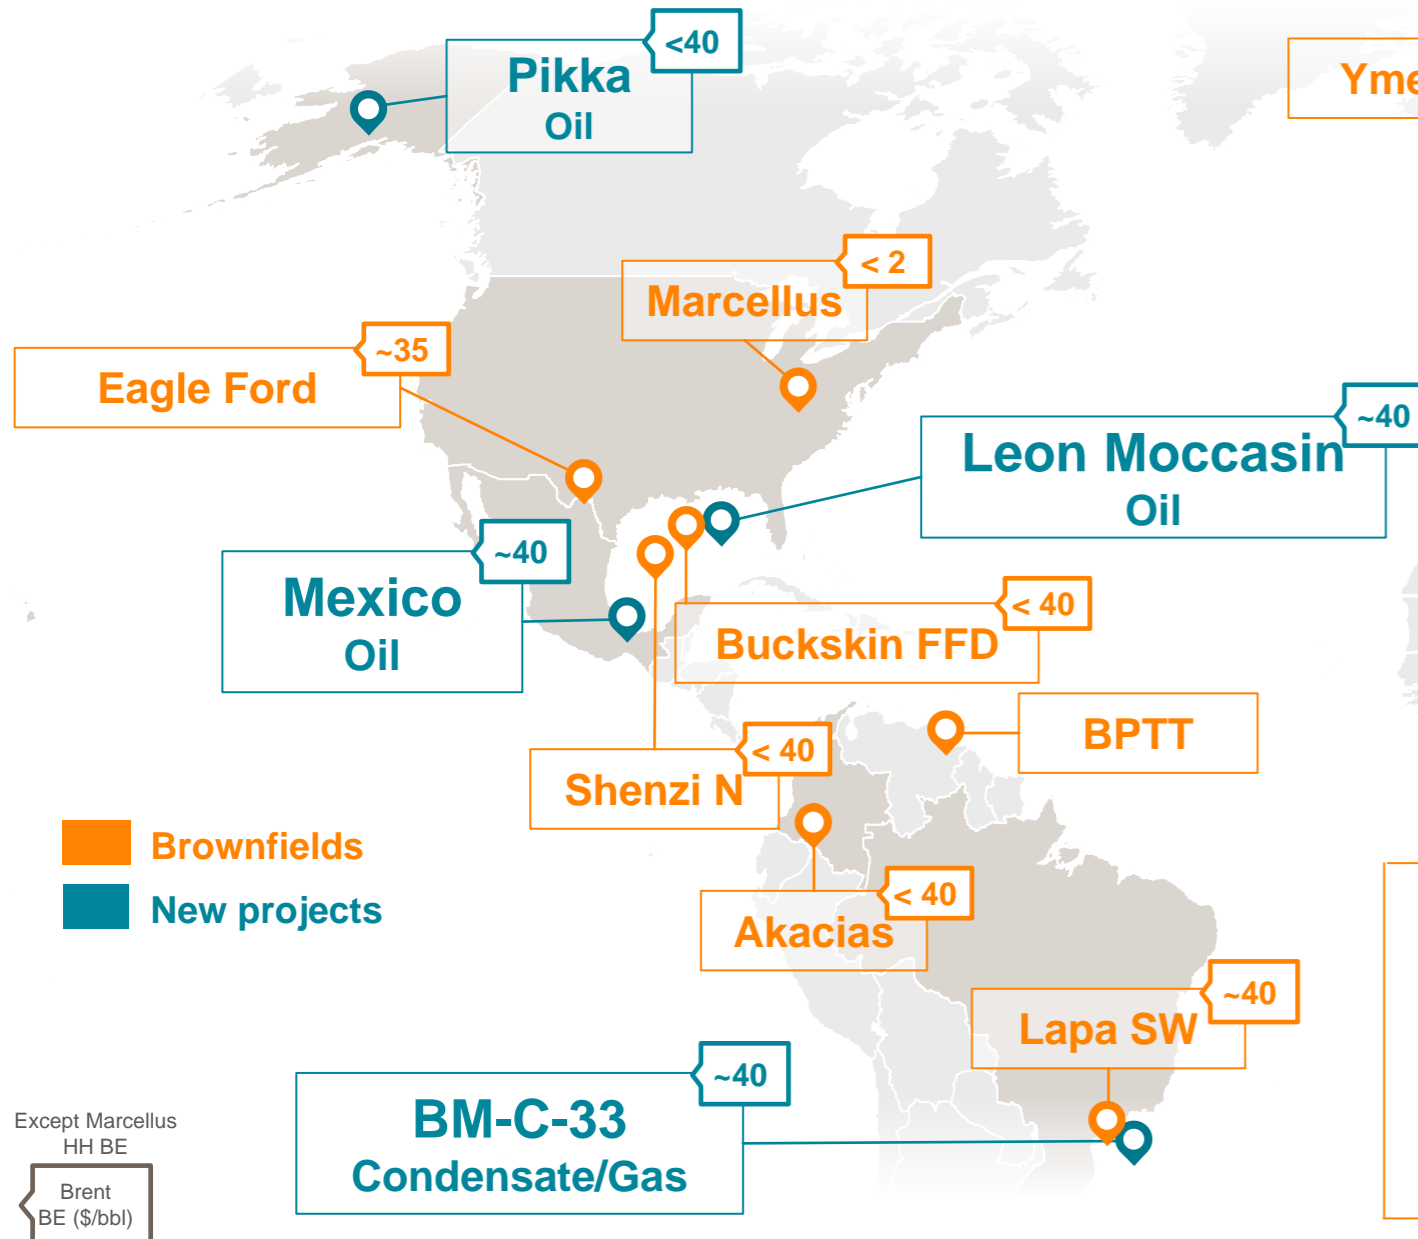 <40
Pikka
Oil
Yme
< 2
Marcellus
~35
Eagle Ford
~40
Leon Moccasin
Oil
~40
Mexico
Oil
< 40
Buckskin FFD
BPTT
< 40
Shenzi N
Brownfields
New projects
< 40
Akacias
~40
Lapa SW
~40
BM-C-33
Condensate/Gas
Except Marcellus
HH BE
Brent
BE ($/bbl)